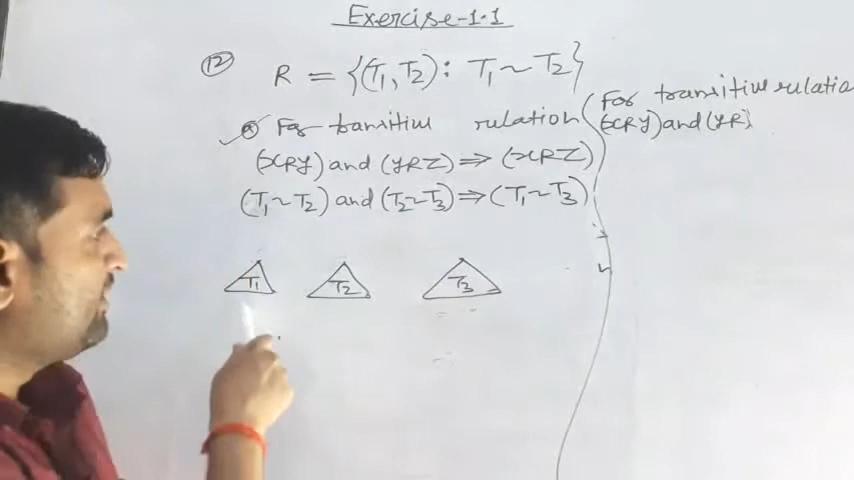 Exercise-1.1
(12) R = {(T₁, T₂): T₁ ~ T₂}
(a) For transitive relation
(xRy) and (yRz) ⇒ (xRz)
(T₁~T₂) and (T₂~T₃) ⇒ (T₁~T₃)
T₁ T₂ T₃
For transitive relatio
(xRy) and (yR}